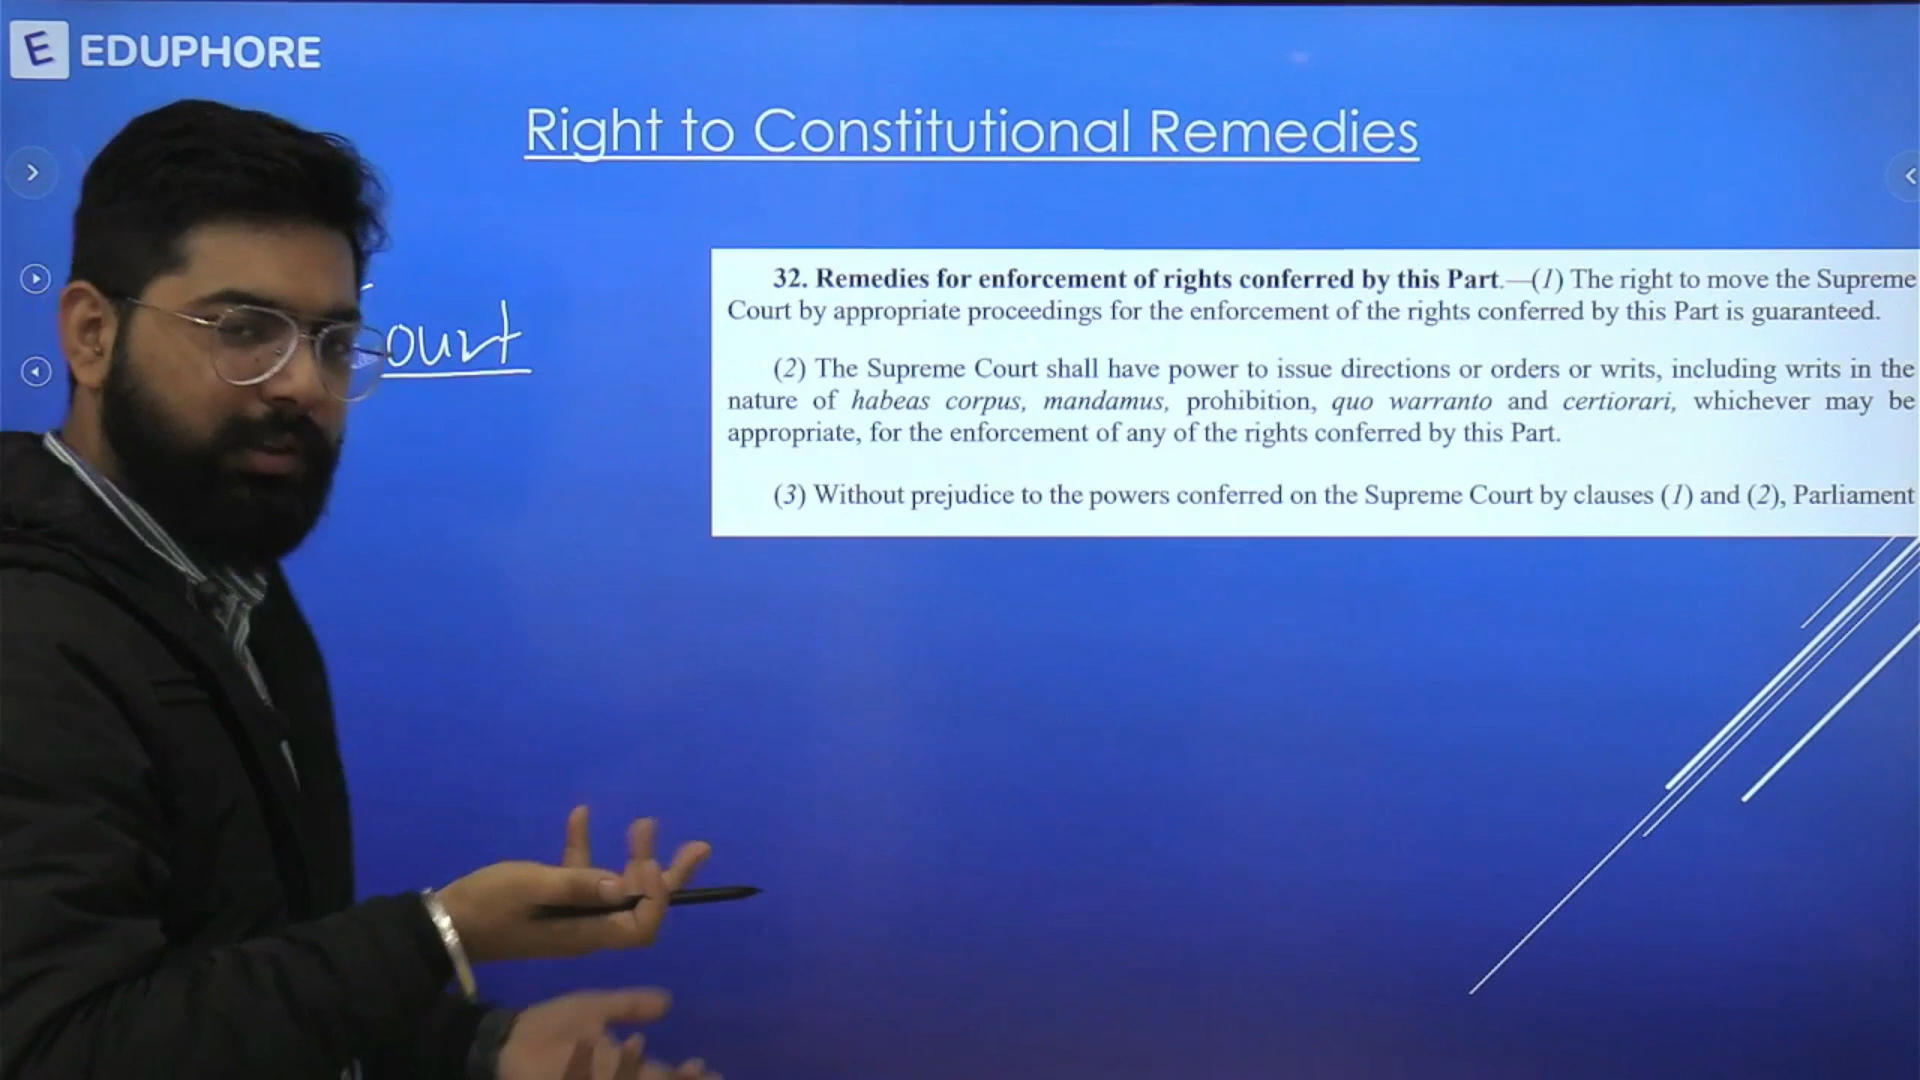 E EDUPHORE
Right to Constitutional Remedies
ourt
32. Remedies for enforcement of rights conferred by this Part.—(1) The right to move the Supreme
Court by appropriate proceedings for the enforcement of the rights conferred by this Part is guaranteed.
(2) The Supreme Court shall have power to issue directions or orders or writs, including writs in the
nature of habeas corpus, mandamus, prohibition, quo warranto and certiorari, whichever may be
appropriate, for the enforcement of any of the rights conferred by this Part.
(3) Without prejudice to the powers conferred on the Supreme Court by clauses (1) and (2), Parliament